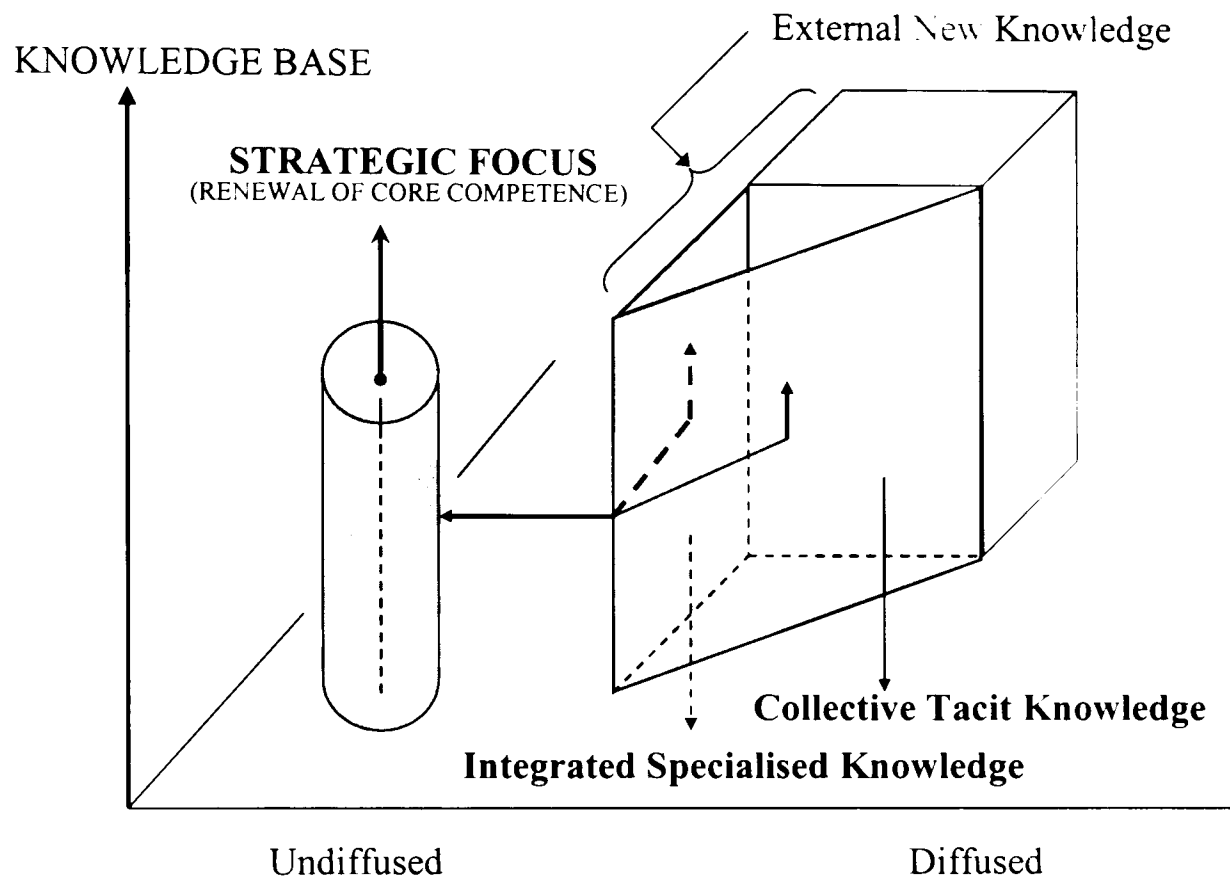 External New Knowledge
KNOWLEDGE BASE
STRATEGIC FOCUS
(RENEWAL OF CORE COMPETENCE)
Collective Tacit Knowledge
Integrated Specialised Knowledge
Undiffused
Diffused